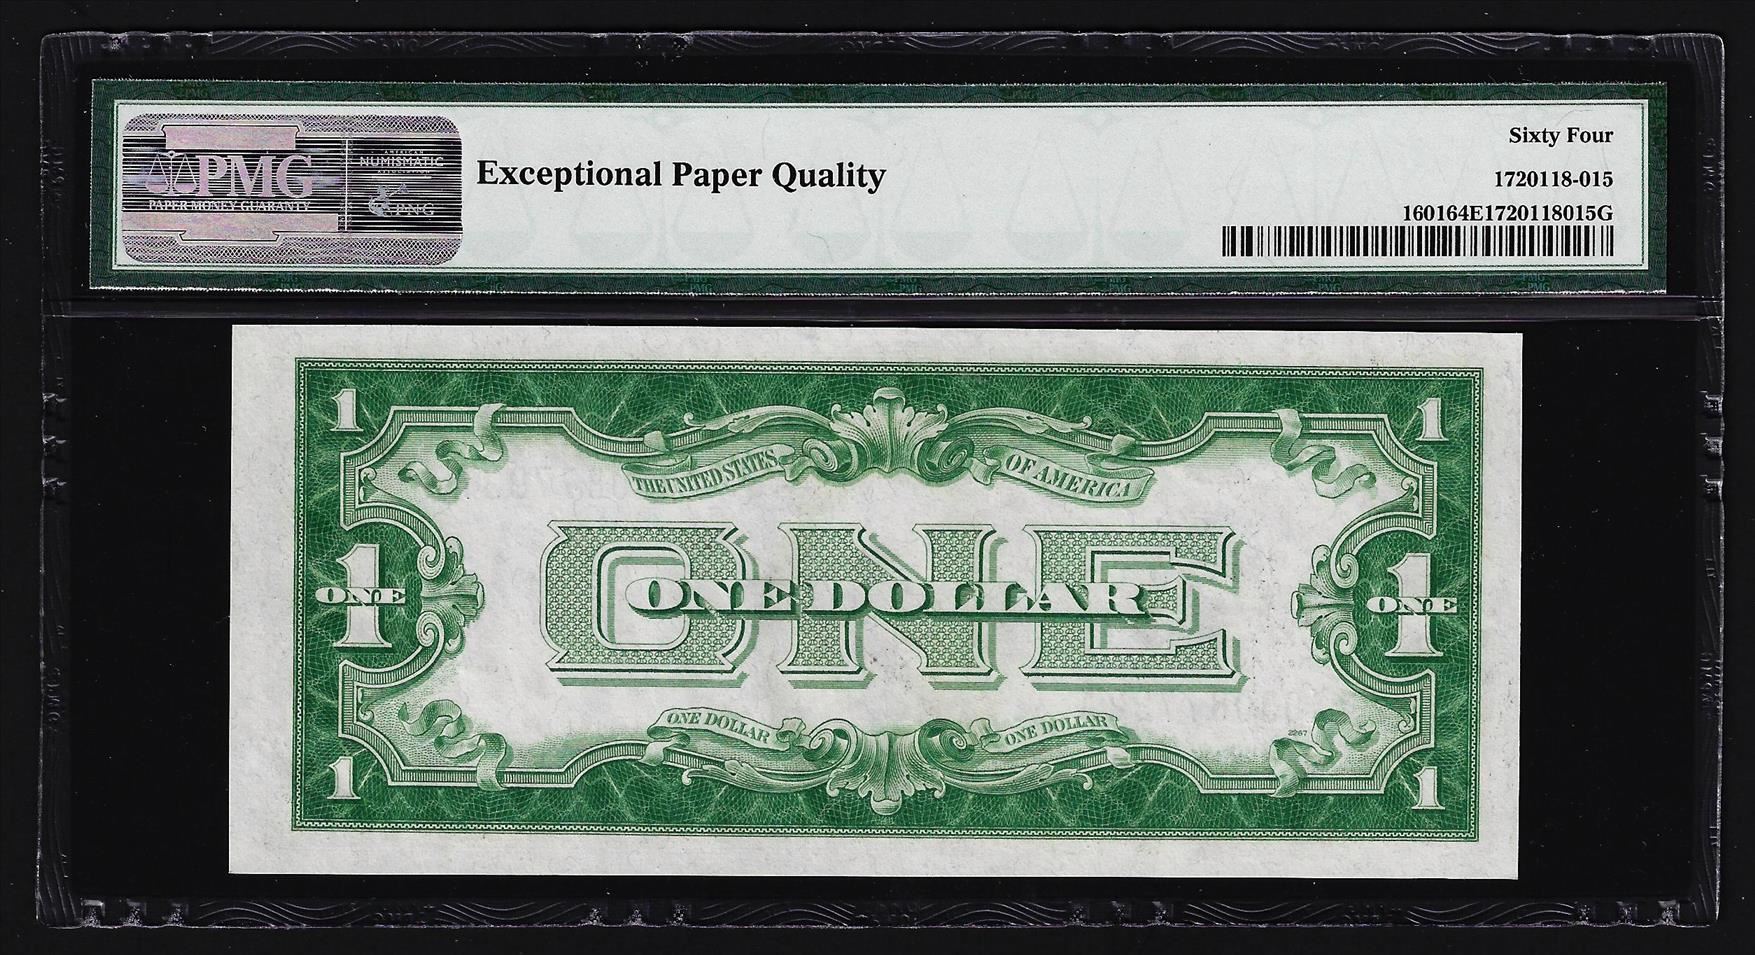 PMG
PAPER MONEY GUARANTY
AMERICAN
NUMISMATIC
ASSOCIATION
PNG
Exceptional Paper Quality
Sixty Four
1720118-015
160164E1720118015G
1
1
THE UNITED STATES
OF AMERICA
ONE
ONE DOLLAR
1
ONE
1
ONE
ONE DOLLAR
ONE DOLLAR
2267
1
1